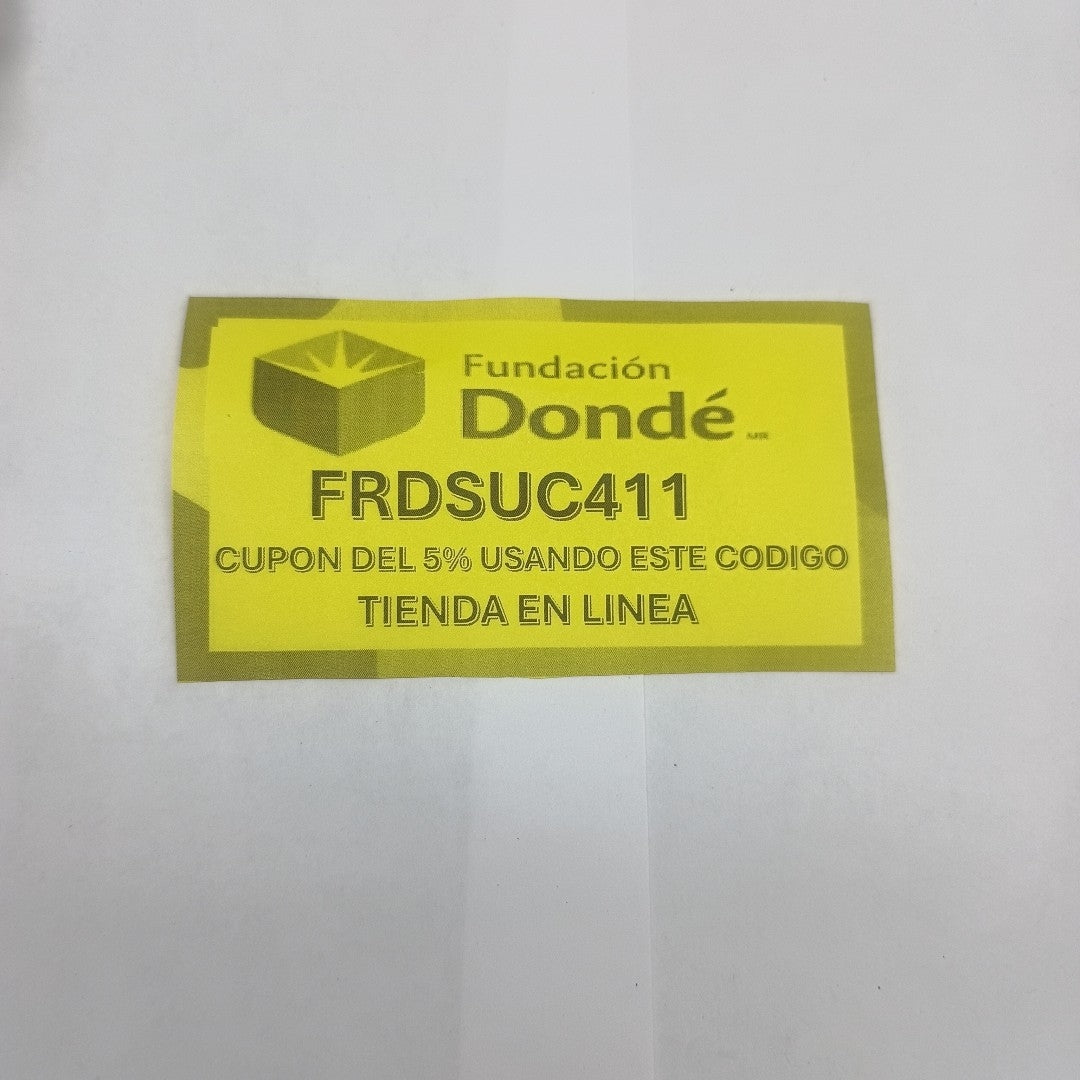 Fundación
Dondé MR
FRDSUC411
CUPON DEL 5% USANDO ESTE CODIGO
TIENDA EN LINEA